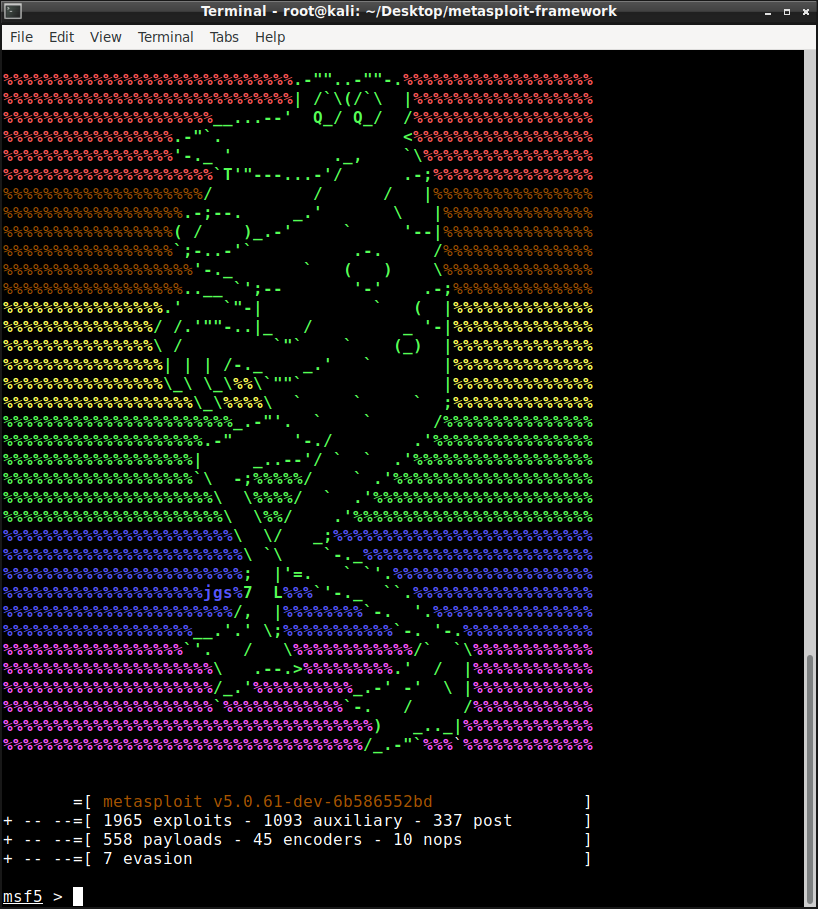 Terminal - root@kali: ~/Desktop/metasploit-framework
File Edit View Terminal Tabs Help
jgs
=[ metasploit v5.0.61-dev-6b586552bd ]
+ -- --=[ 1965 exploits - 1093 auxiliary - 337 post ]
+ -- --=[ 558 payloads - 45 encoders - 10 nops ]
+ -- --=[ 7 evasion ]
msf5 >